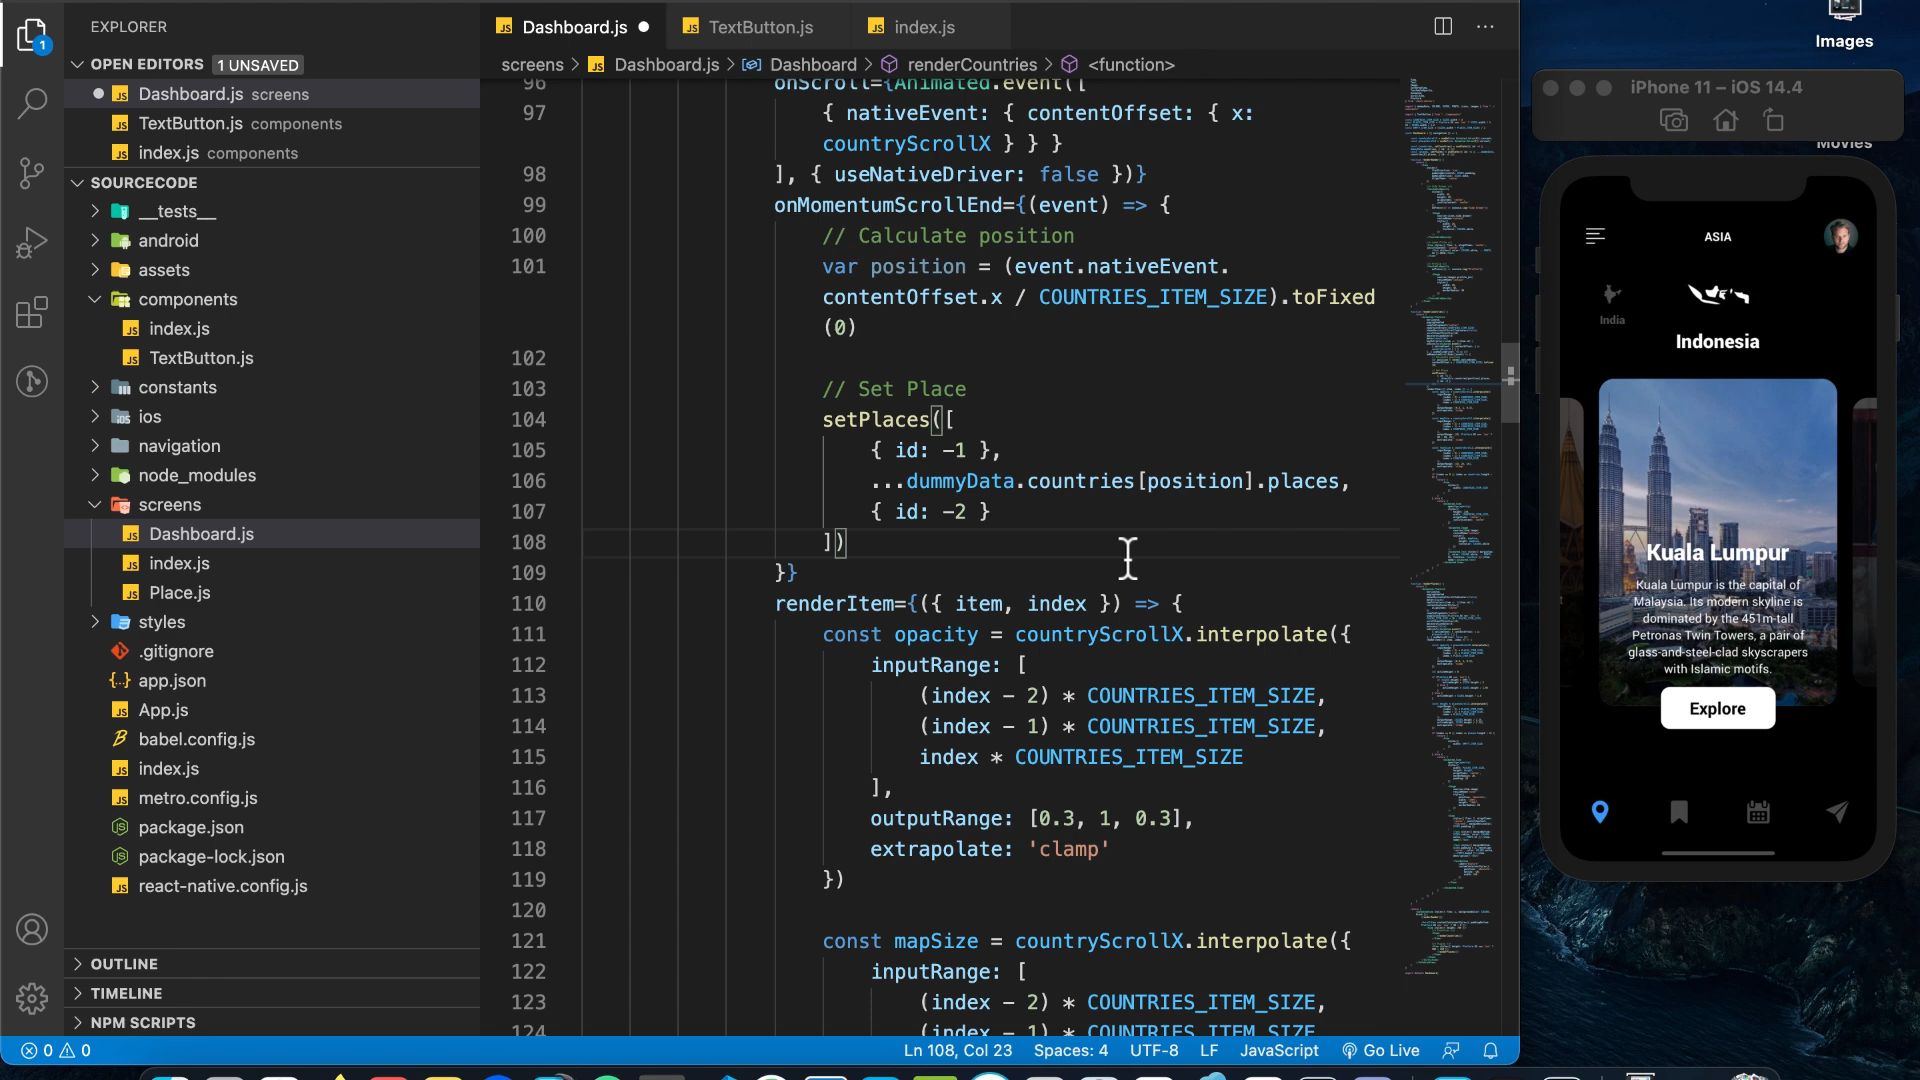 EXPLORER
OPEN EDITORS 1 UNSAVED
Dashboard.js screens
TextButton.js components
index.js components
SOURCECODE
__tests__
android
assets
components
index.js
TextButton.js
constants
ios
navigation
node_modules
screens
Dashboard.js
index.js
Place.js
styles
.gitignore
app.json
App.js
babel.config.js
index.js
metro.config.js
package.json
package-lock.json
react-native.config.js
OUTLINE
TIMELINE
NPM SCRIPTS
Dashboard.js
TextButton.js
index.js
screens > Dashboard.js > Dashboard > renderCountries > <function>
96 onScroll={Animated.event([
97 { nativeEvent: { contentOffset: { x:
countryScrollX } } }
98 ], { useNativeDriver: false })}
99 onMomentumScrollEnd={(event) => {
100 // Calculate position
101 var position = (event.nativeEvent.
contentOffset.x / COUNTRIES_ITEM_SIZE).toFixed
(0)
102
103 // Set Place
104 setPlaces([
105 { id: -1 },
106 ...dummyData.countries[position].places,
107 { id: -2 }
108 ])
109 }}
110 renderItem={({ item, index }) => {
111 const opacity = countryScrollX.interpolate({
112 inputRange: [
113 (index - 2) * COUNTRIES_ITEM_SIZE,
114 (index - 1) * COUNTRIES_ITEM_SIZE,
115 index * COUNTRIES_ITEM_SIZE
116 ],
117 outputRange: [0.3, 1, 0.3],
118 extrapolate: 'clamp'
119 })
120
121 const mapSize = countryScrollX.interpolate({
122 inputRange: [
123 (index - 2) * COUNTRIES_ITEM_SIZE,
124 (index - 1) * COUNTRIES_ITEM_SIZE
0 0
Ln 108, Col 23 Spaces: 4 UTF-8 LF JavaScript Go Live
1
Images
iPhone 11 – iOS 14.4
Movies
ASIA
India
Indonesia
Kuala Lumpur
Kuala Lumpur is the capital of
Malaysia. Its modern skyline is
dominated by the 451m-tall
Petronas Twin Towers, a pair of
glass-and-steel-clad skyscrapers
with Islamic motifs.
Explore